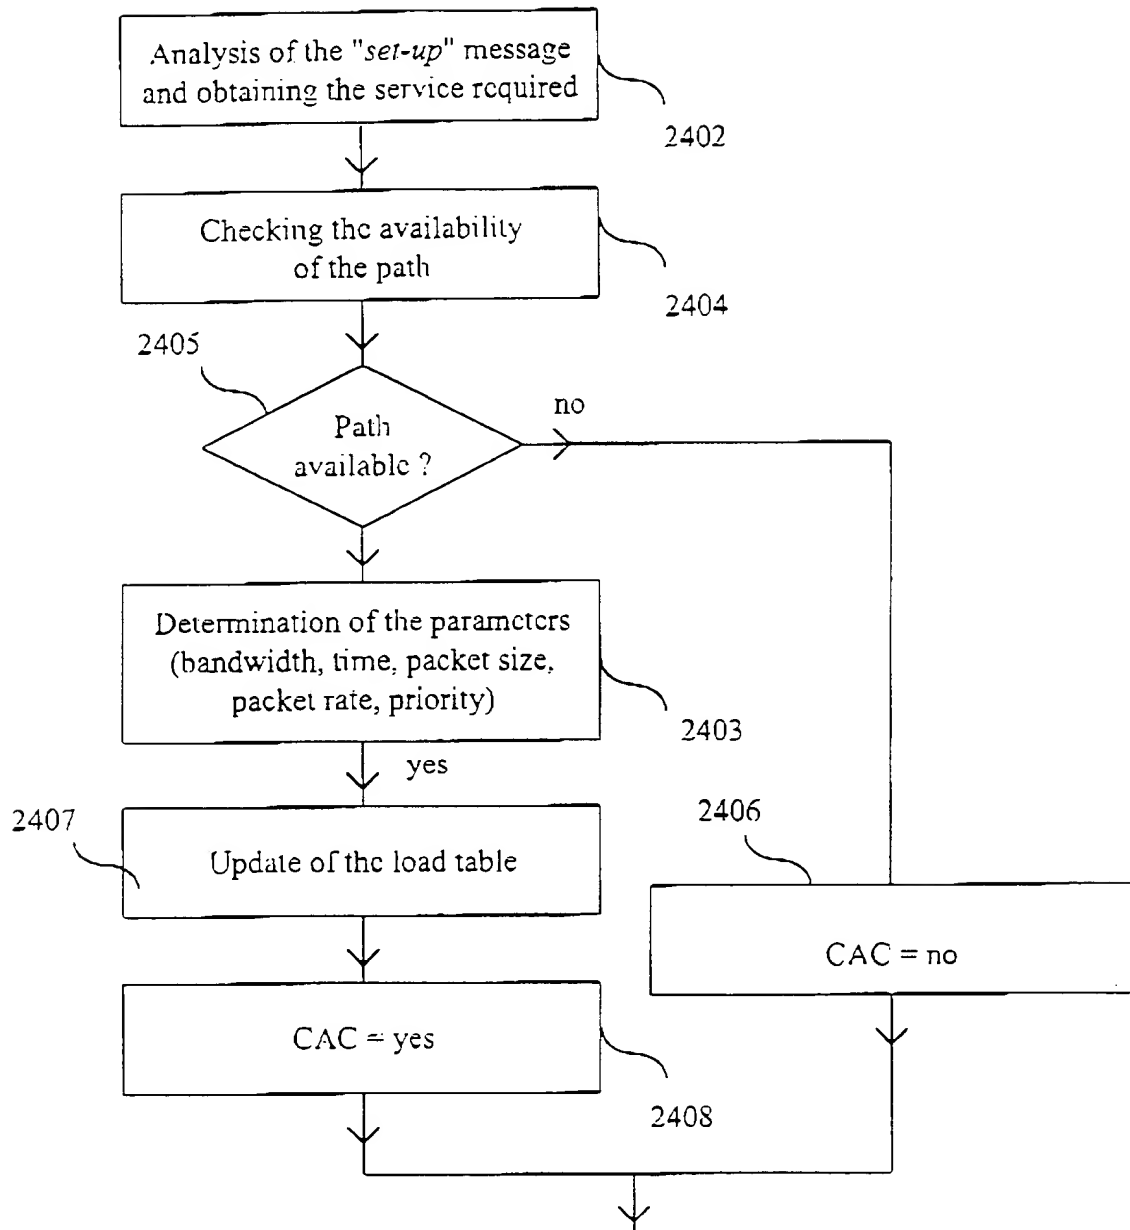 Analysis of the "set-up" message
and obtaining the service required
2402
Checking the availability
of the path
2404
2405
no
Path
available ?
Determination of the parameters
(bandwidth, time, packet size,
packet rate, priority)
2403
yes
2407
Update of the load table
2406
CAC = no
CAC = yes
2408